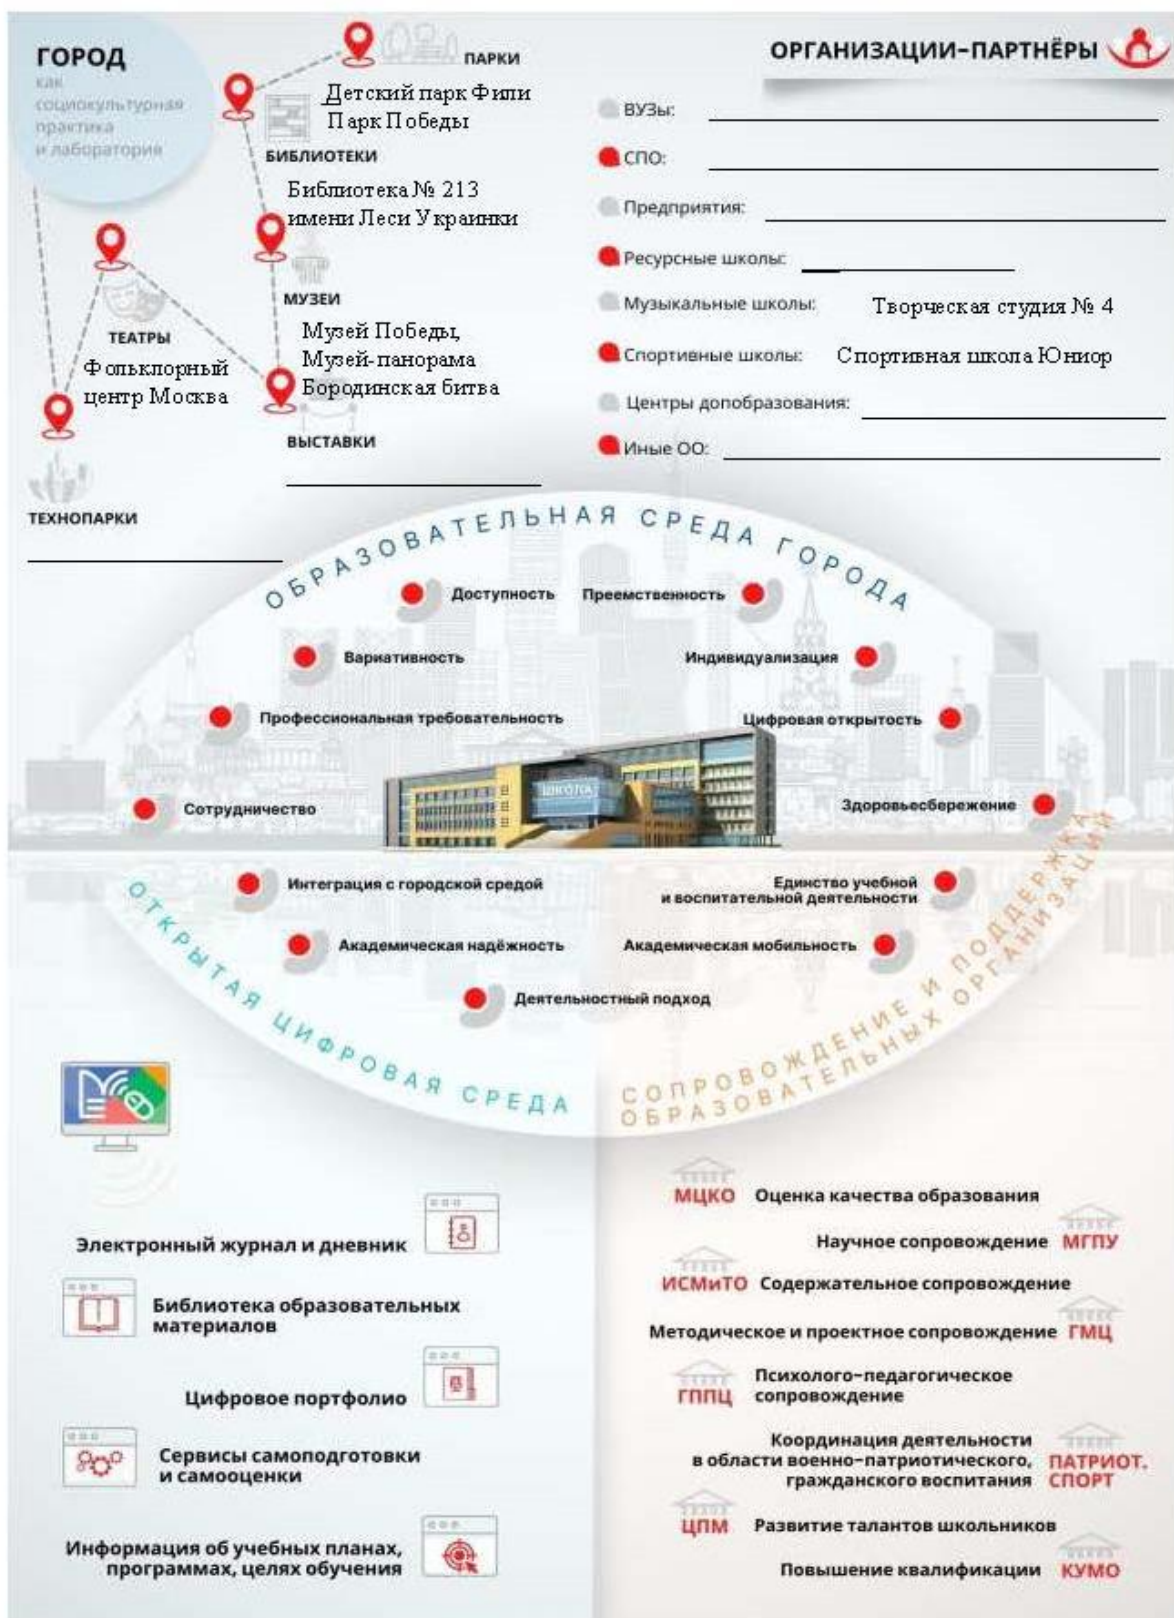 ГОРОД
как
социокультурная
практика
и лаборатория
ПАРКИ
Детский парк Фили
Парк Победы
БИБЛИОТЕКИ
Библиотека № 213
имени Леси Украинки
МУЗЕИ
Музей Победы,
Музей-панорама
Бородинская битва
ТЕАТРЫ
Фольклорный
центр Москва
ВЫСТАВКИ
ТЕХНОПАРКИ
ОРГАНИЗАЦИИ-ПАРТНЁРЫ
ВУЗы:
СПО:
Предприятия:
Ресурсные школы:
Музыкальные школы: Творческая студия № 4
Спортивные школы: Спортивная школа Юниор
Центры допобразования:
Иные ОО:
ОБРАЗОВАТЕЛЬНАЯ СРЕДА ГОРОДА
Доступность
Преемственность
Вариативность
Индивидуализация
Профессиональная требовательность
Цифровая открытость
ШКОЛА
Сотрудничество
Здоровьесбережение
Интеграция с городской средой
Единство учебной
и воспитательной деятельности
Академическая надёжность
Академическая мобильность
Деятельностный подход
ОТКРЫТАЯ ЦИФРОВАЯ СРЕДА
СОПРОВОЖДЕНИЕ И ПОДДЕРЖКА
ОБРАЗОВАТЕЛЬНЫХ ОРГАНИЗАЦИЙ
Электронный журнал и дневник
Библиотека образовательных
материалов
Цифровое портфолио
Сервисы самоподготовки
и самооценки
Информация об учебных планах,
программах, целях обучения
МЦКО Оценка качества образования
Научное сопровождение МГПУ
ИСМиТО Содержательное сопровождение
Методическое и проектное сопровождение ГМЦ
ГППЦ Психолого-педагогическое
сопровождение
Координация деятельности
в области военно-патриотического, ПАТРИОТ.
гражданского воспитания СПОРТ
ЦПМ Развитие талантов школьников
Повышение квалификации КУМО